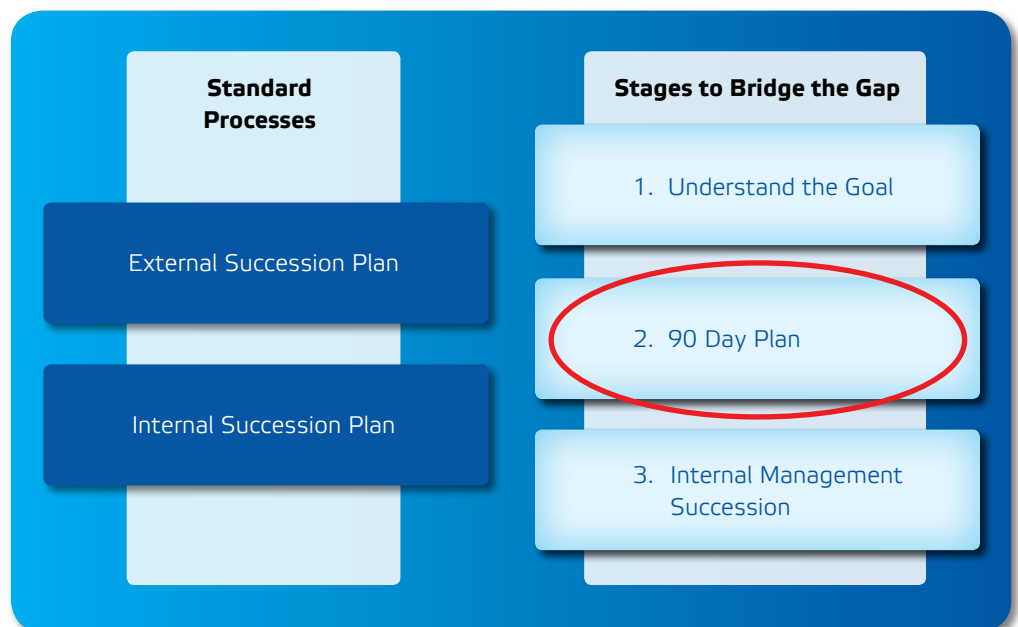 Standard
Processes
External Succession Plan
Internal Succession Plan
Stages to Bridge the Gap
1. Understand the Goal
2. 90 Day Plan
3. Internal Management
Succession